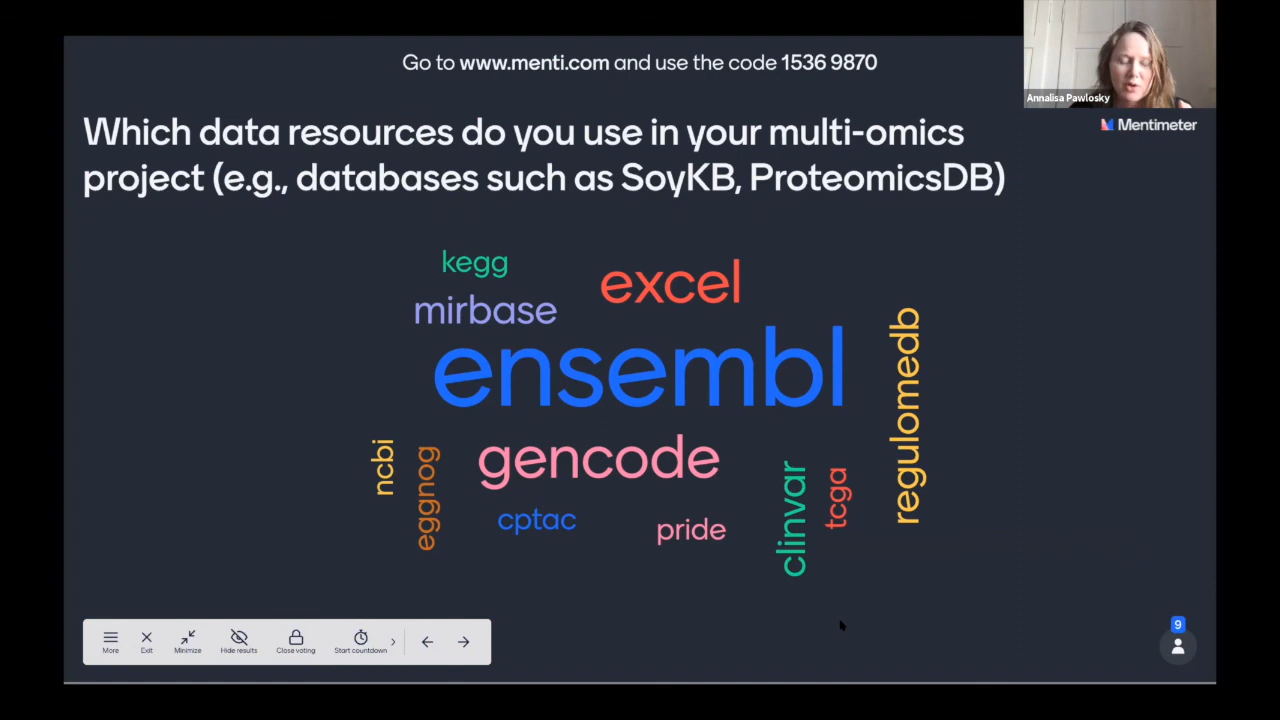 Go to www.menti.com and use the code 1536 9870
Annalisa Pawlosky
Mentimeter
Which data resources do you use in your multi-omics
project (e.g., databases such as SoyKB, ProteomicsDB)
kegg
excel
mirbase
ensembl
regulomedb
ncbi
eggnog
gencode
clinvar
tcga
cptac
pride
9
More
Exit
Minimize
Hide results
Close voting
Start countdown